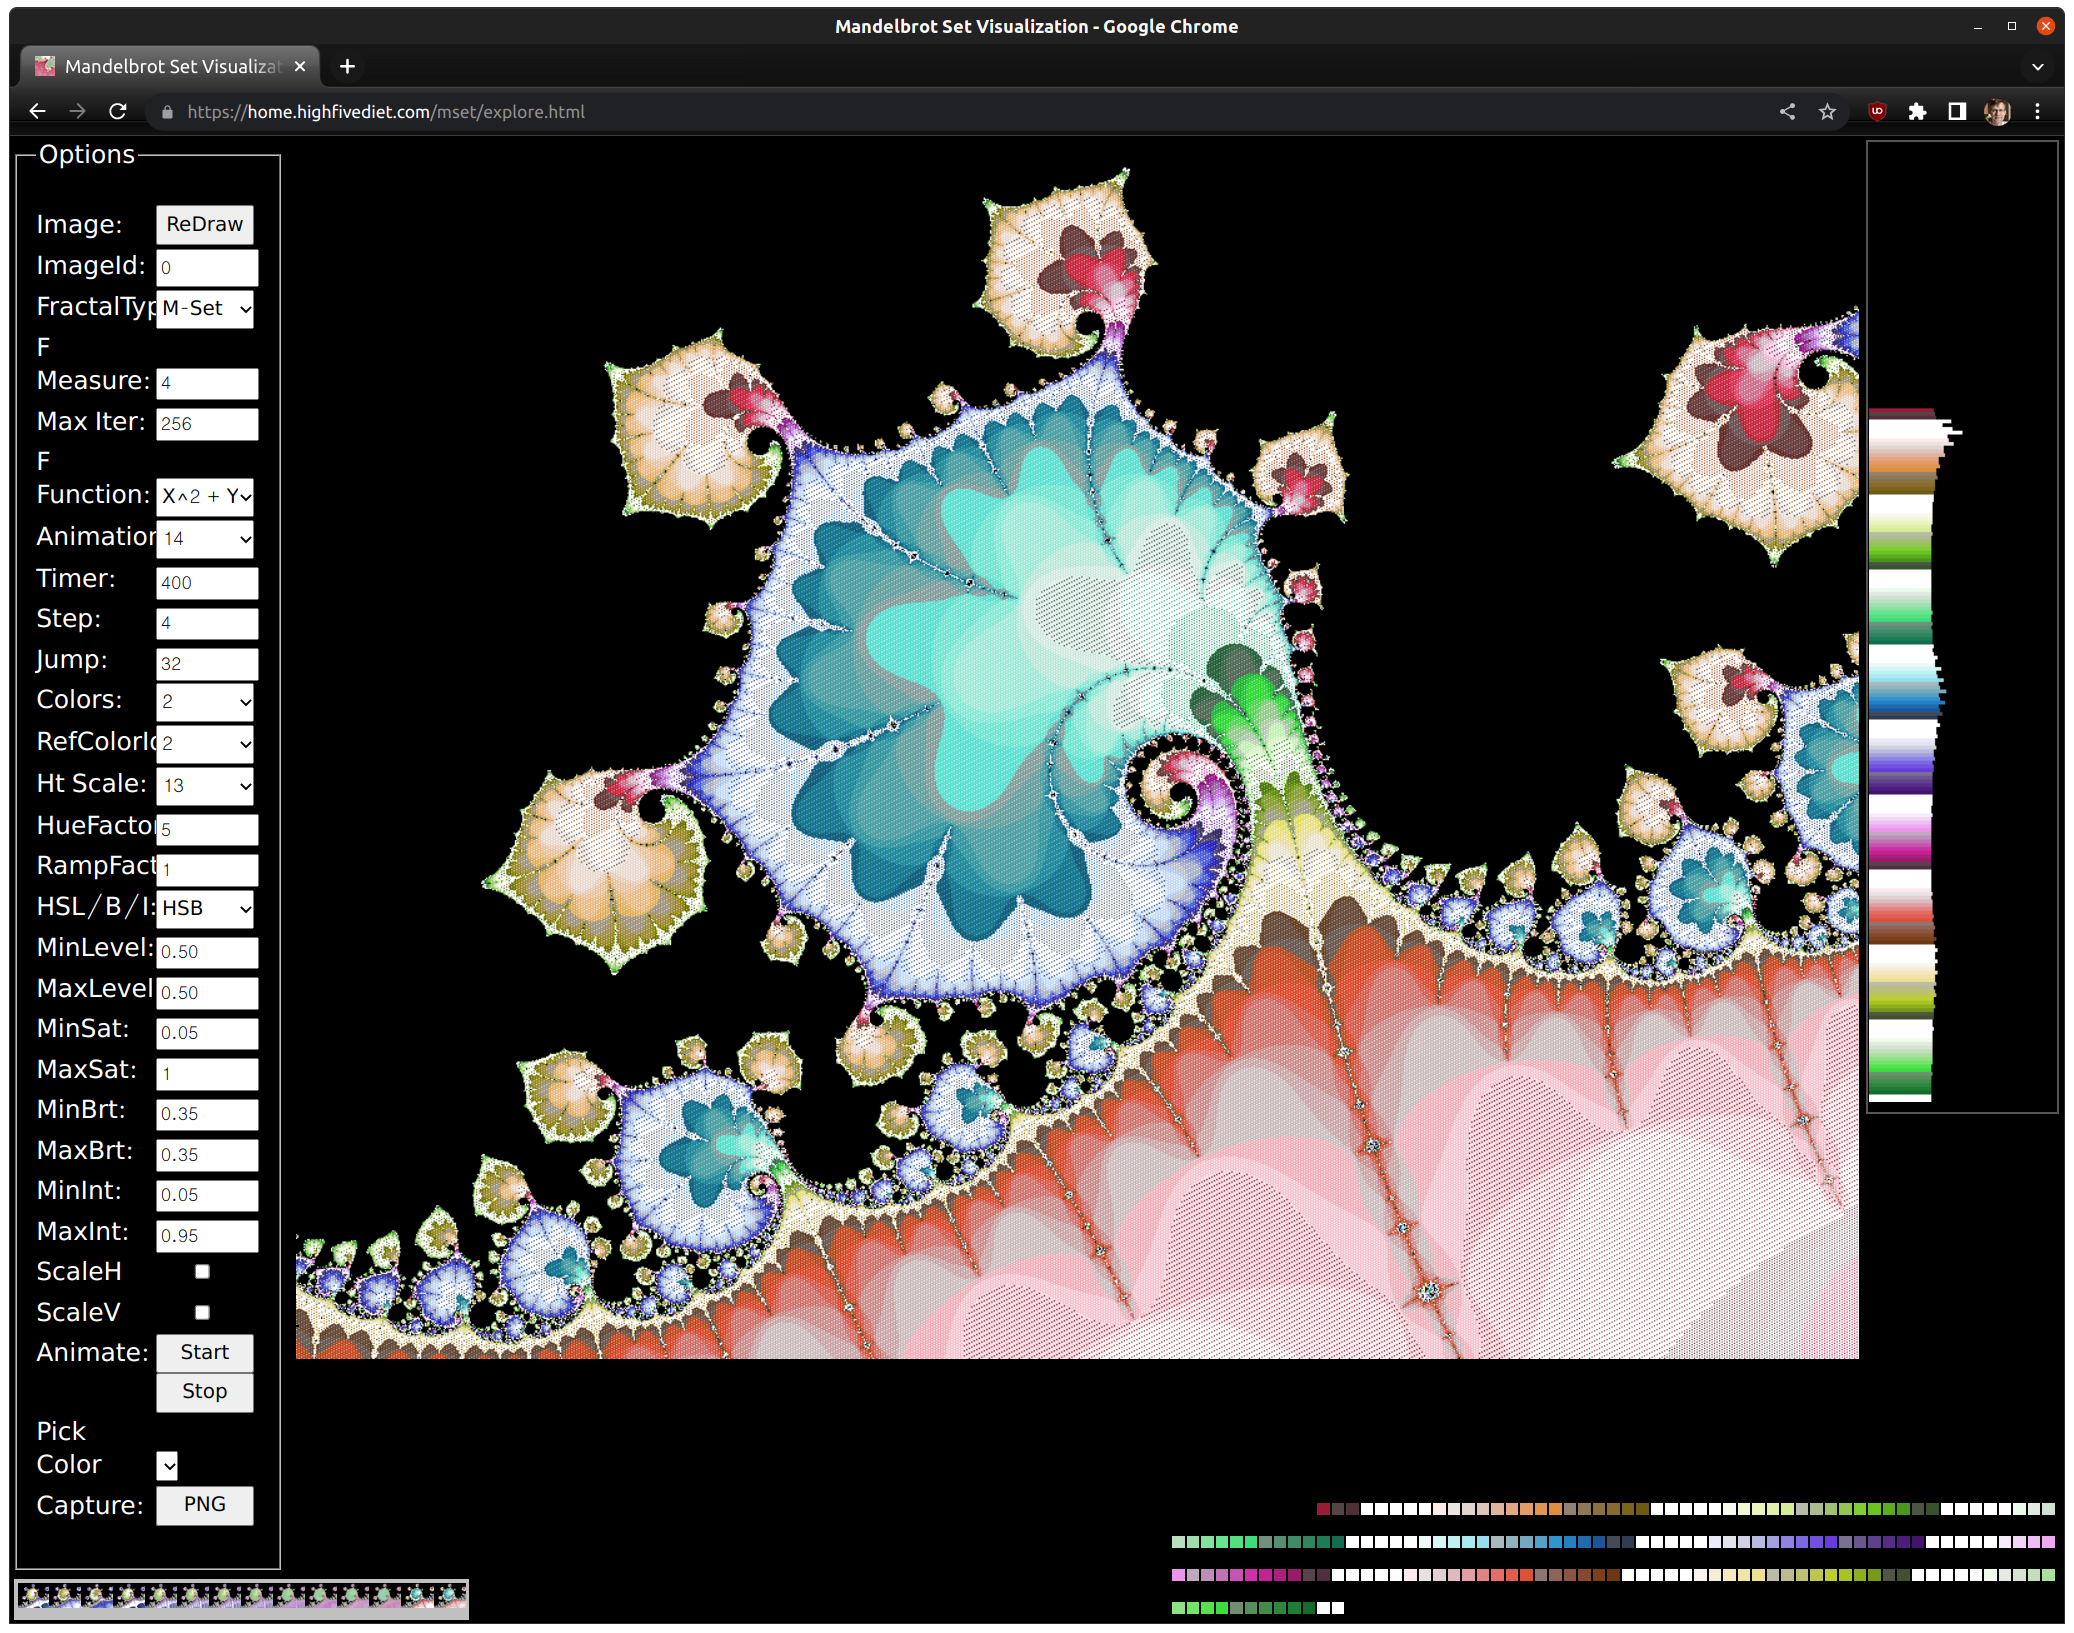 Mandelbrot Set Visualization - Google Chrome
Mandelbrot Set Visualizat
https://home.highfivediet.com/mset/explore.html
Options
Image: ReDraw
ImageId: 0
FractalTyp M-Set
F
Measure: 4
Max Iter: 256
F
Function: X^2 + Y
Animation 14
Timer: 400
Step: 4
Jump: 32
Colors: 2
RefColorId 2
Ht Scale: 13
HueFactor 5
RampFact 1
HSL/B/I: HSB
MinLevel: 0.50
MaxLevel 0.50
MinSat: 0.05
MaxSat: 1
MinBrt: 0.35
MaxBrt: 0.35
MinInt: 0.05
MaxInt: 0.95
ScaleH
ScaleV
Animate: Start
Stop
Pick
Color
Capture: PNG